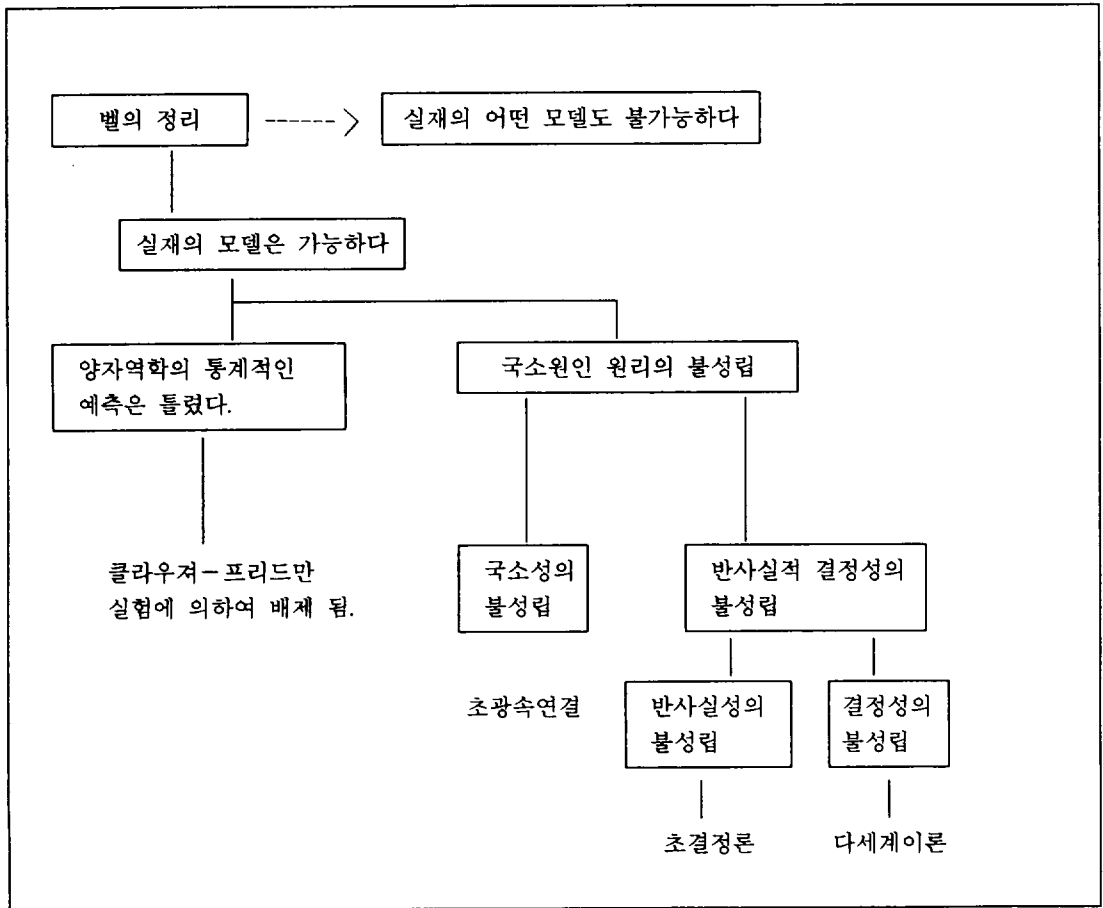 벨의 정리
실재의 어떤 모델도 불가능하다
실재의 모델은 가능하다
양자역학의 통계적인
예측은 틀렸다.
국소원인 원리의 불성립
클라우져-프리드만
실험에 의하여 배제 됨.
국소성의
불성립
반사실적 결정성의
불성립
초광속연결
반사실성의
불성립
결정성의
불성립
초결정론
다세계이론